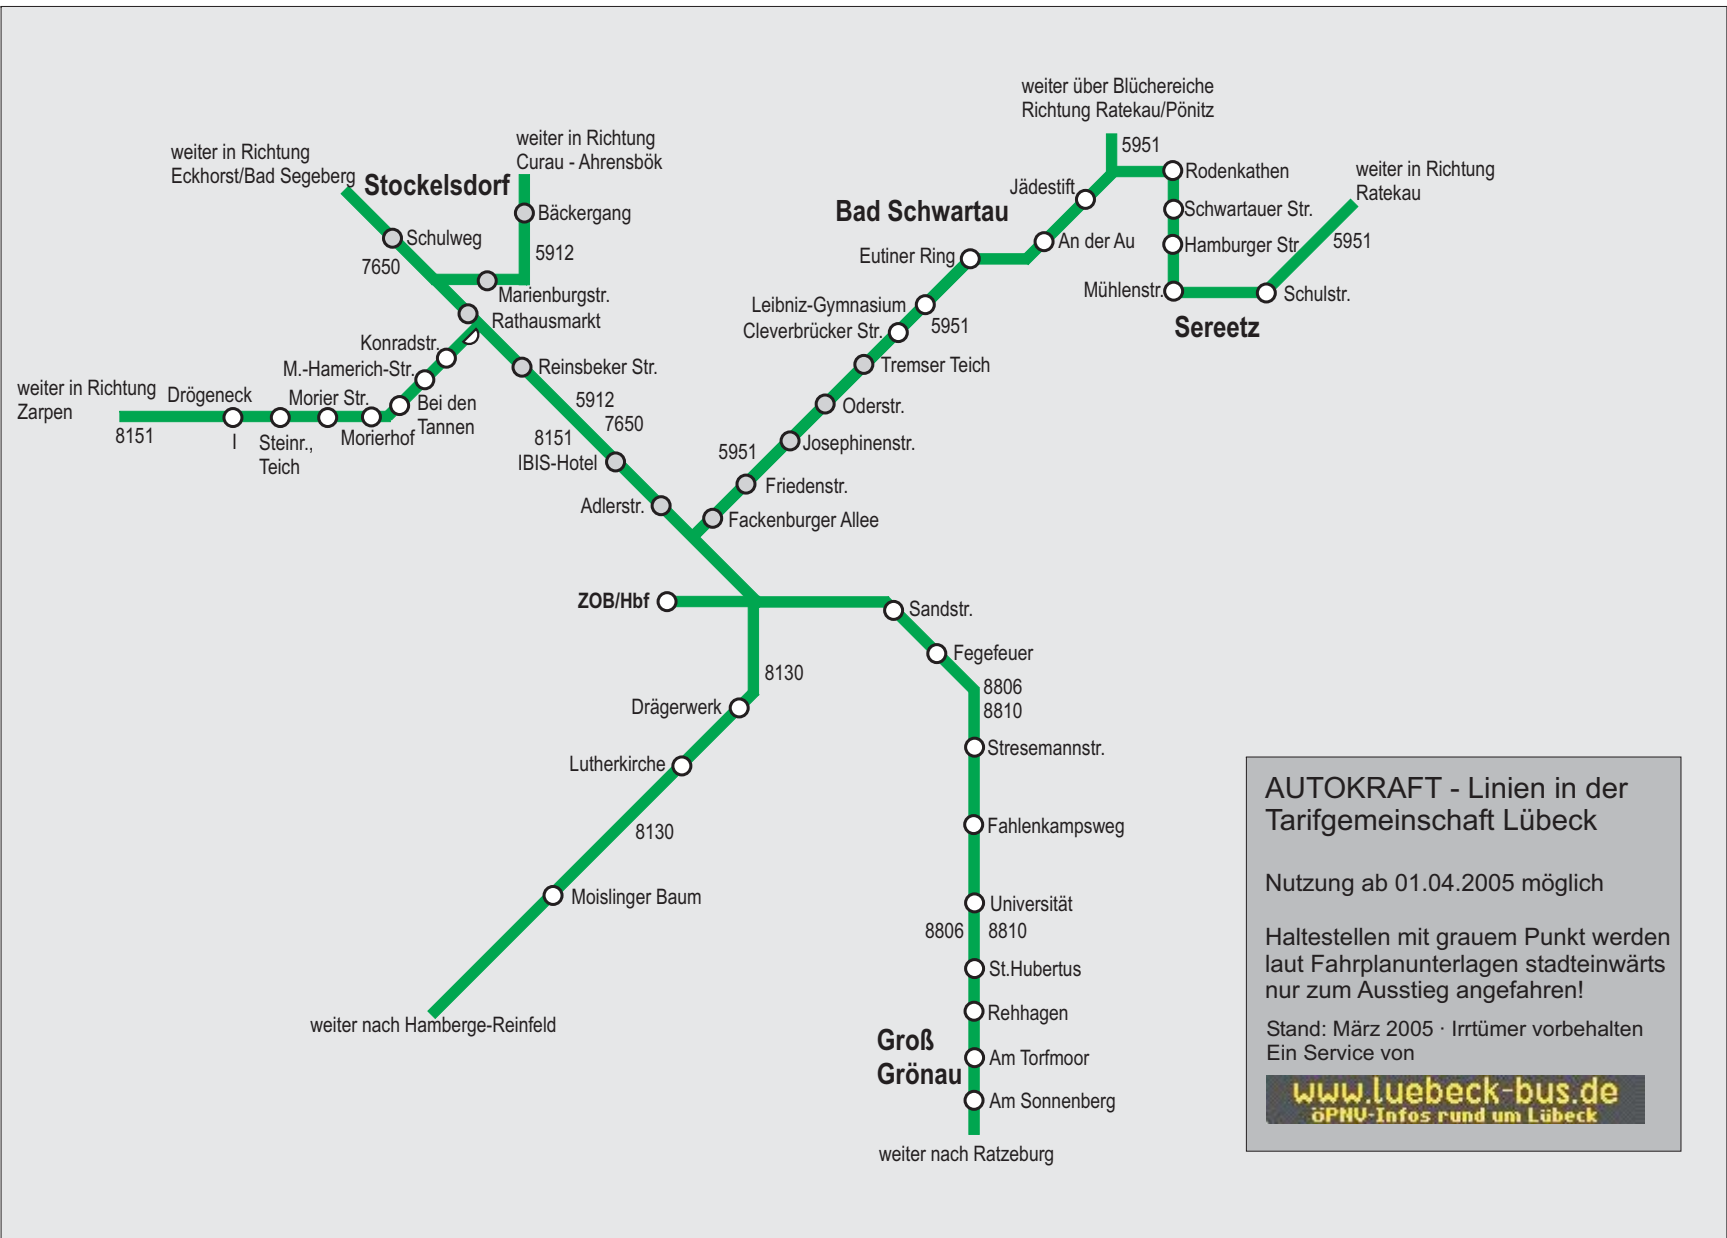 weiter über Blüchereiche
Richtung Ratekau/Pönitz
5951
weiter in Richtung
Curau - Ahrensbök
weiter in Richtung
Eckhorst/Bad Segeberg
Stockelsdorf
Bäckergang
Schulweg
5912
7650
Marienburgstr.
Rathausmarkt
Konradstr.
M.-Hamerich-Str.
Reinsbeker Str.
weiter in Richtung
Zarpen
Drögeneck
Morier Str.
Bei den
Tannen
8151
I
Steinr.,
Teich
Morierhof
5912
7650
8151
IBIS-Hotel
Adlerstr.
Rodenkathen
weiter in Richtung
Ratekau
Jädestift
Schwartauer Str.
Bad Schwartau
An der Au
Hamburger Str
5951
Eutiner Ring
Mühlenstr.
Schulstr.
Sereetz
Leibniz-Gymnasium
Cleverbrücker Str.
5951
Tremser Teich
Oderstr.
5951
Josephinenstr.
Friedenstr.
Fackenburger Allee
ZOB/Hbf
Sandstr.
Fegefeuer
8130
8806
8810
Drägerwerk
Stresemannstr.
Lutherkirche
8130
Fahlenkampsweg
Moislinger Baum
Universität
8806
8810
St.Hubertus
Rehhagen
weiter nach Hamberge-Reinfeld
Groß
Grönau
Am Torfmoor
Am Sonnenberg
weiter nach Ratzeburg
AUTOKRAFT - Linien in der
Tarifgemeinschaft Lübeck
Nutzung ab 01.04.2005 möglich
Haltestellen mit grauem Punkt werden
laut Fahrplanunterlagen stadteinwärts
nur zum Ausstieg angefahren!
Stand: März 2005 · Irrtümer vorbehalten
Ein Service von
www.luebeck-bus.de
öPNV-Infos rund um Lübeck